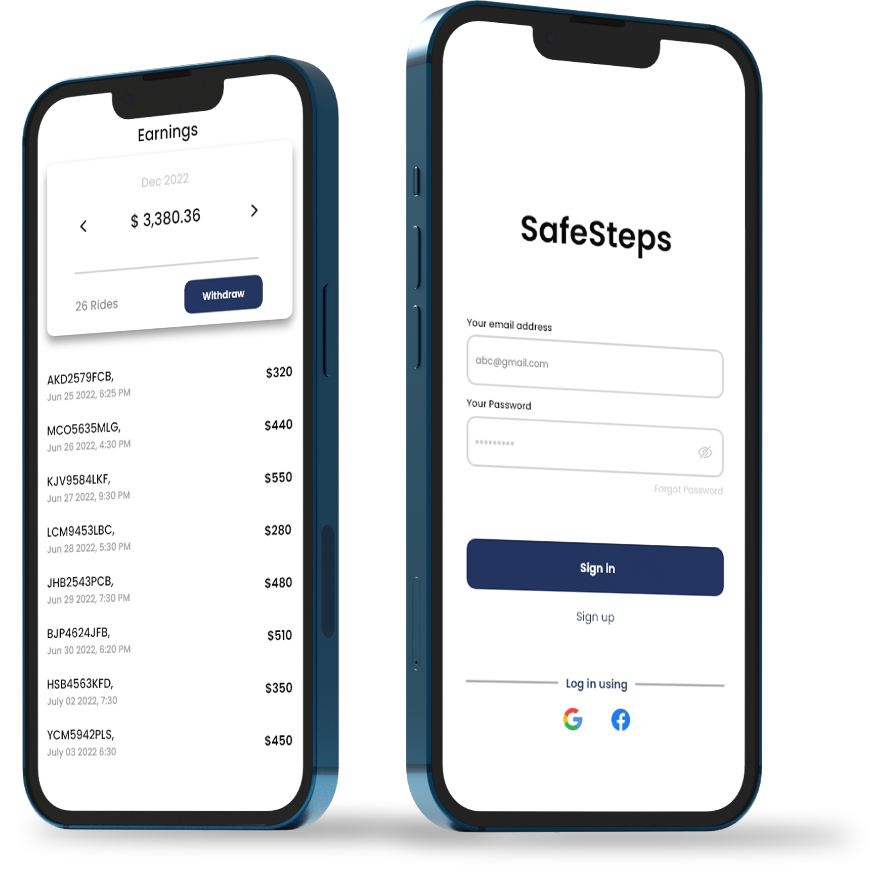 Earnings
Dec 2022
$ 3,380.36
26 Rides
Withdraw
AKD2579FCB,
$320
Jun 25 2022, 6:25 PM
MCO5635MLG,
$440
Jun 26 2022, 4:30 PM
KJV9584LKF,
$550
Jun 27 2022, 9:30 PM
LCM9453LBC,
$280
Jun 28 2022, 5:30 PM
JHB2543PCB,
$480
Jun 29 2022, 7:30 PM
BJP4624JFB,
$510
Jun 30 2022, 6:20 PM
HSB4563KFD,
$350
July 02 2022, 7:30
YCM5942PLS,
$450
July 03 2022 6:30
SafeSteps
Your email address
abc@gmail.com
Your Password
*********
Forgot Password
Sign in
Sign up
Log in using